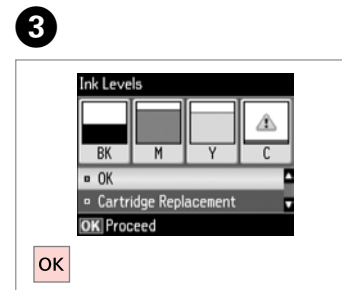 3
Ink Levels
BK M Y C
OK
Cartridge Replacement
OK Proceed
OK